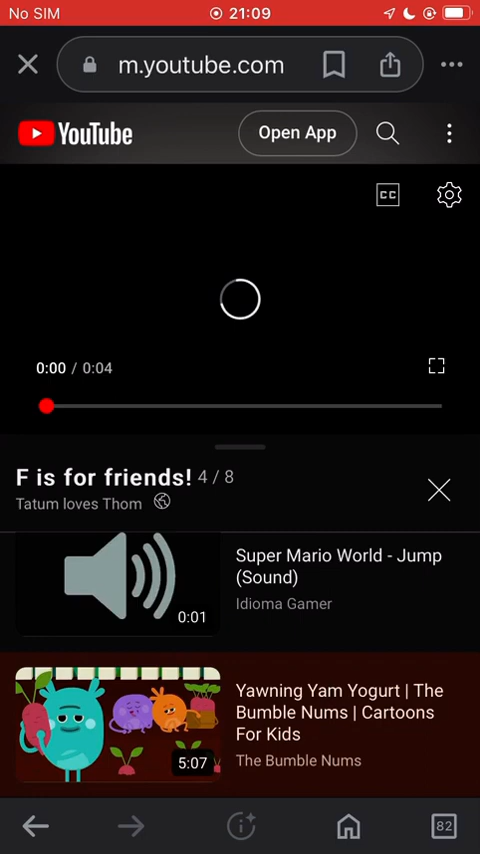 No SIM
21:09
m.youtube.com
YouTube
Open App
CC
0:00 / 0:04
F is for friends! 4 / 8
Tatum loves Thom
0:01
Super Mario World - Jump
(Sound)
Idioma Gamer
5:07
Yawning Yam Yogurt | The
Bumble Nums | Cartoons
For Kids
The Bumble Nums
82